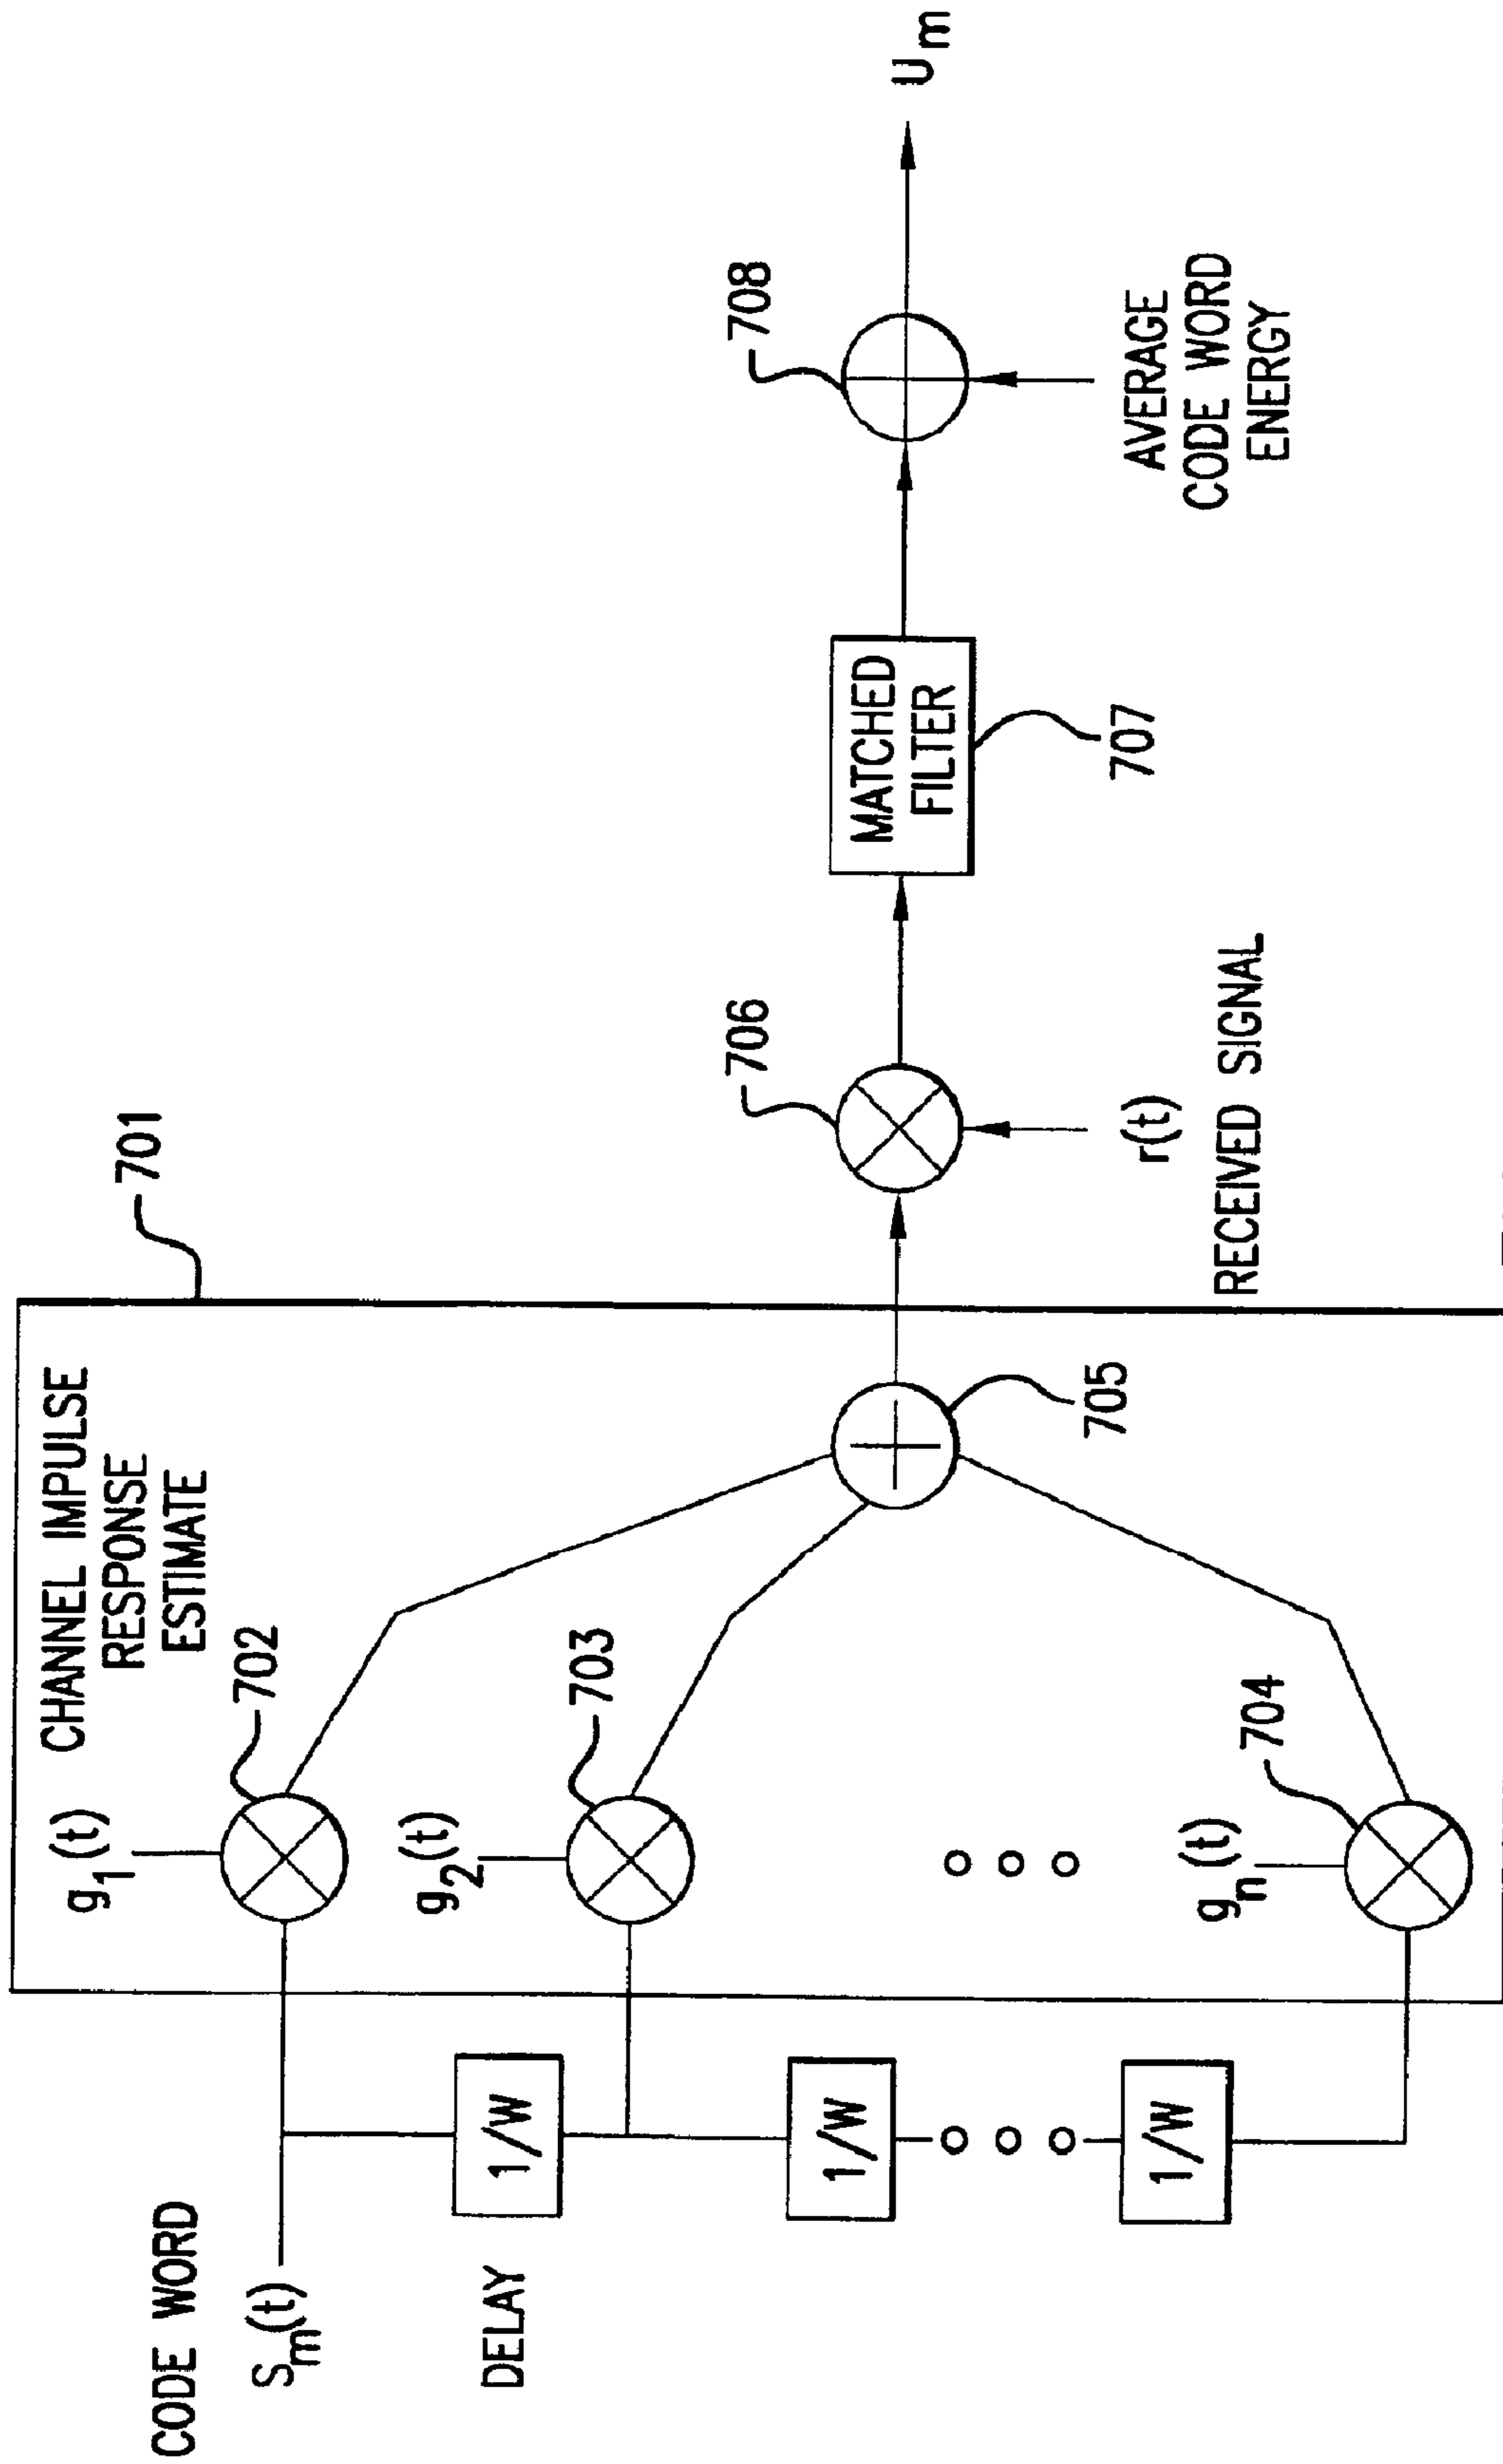 CODE WORD
Sm(t)
DELAY
1/W
1/W
1/W
g1(t)
CHANNEL IMPULSE
RESPONSE
ESTIMATE
702
g2(t)
703
gn(t)
704
705
701
706
r(t)
RECEIVED SIGNAL
MATCHED
FILTER
707
708
AVERAGE
CODE WORD
ENERGY
Um